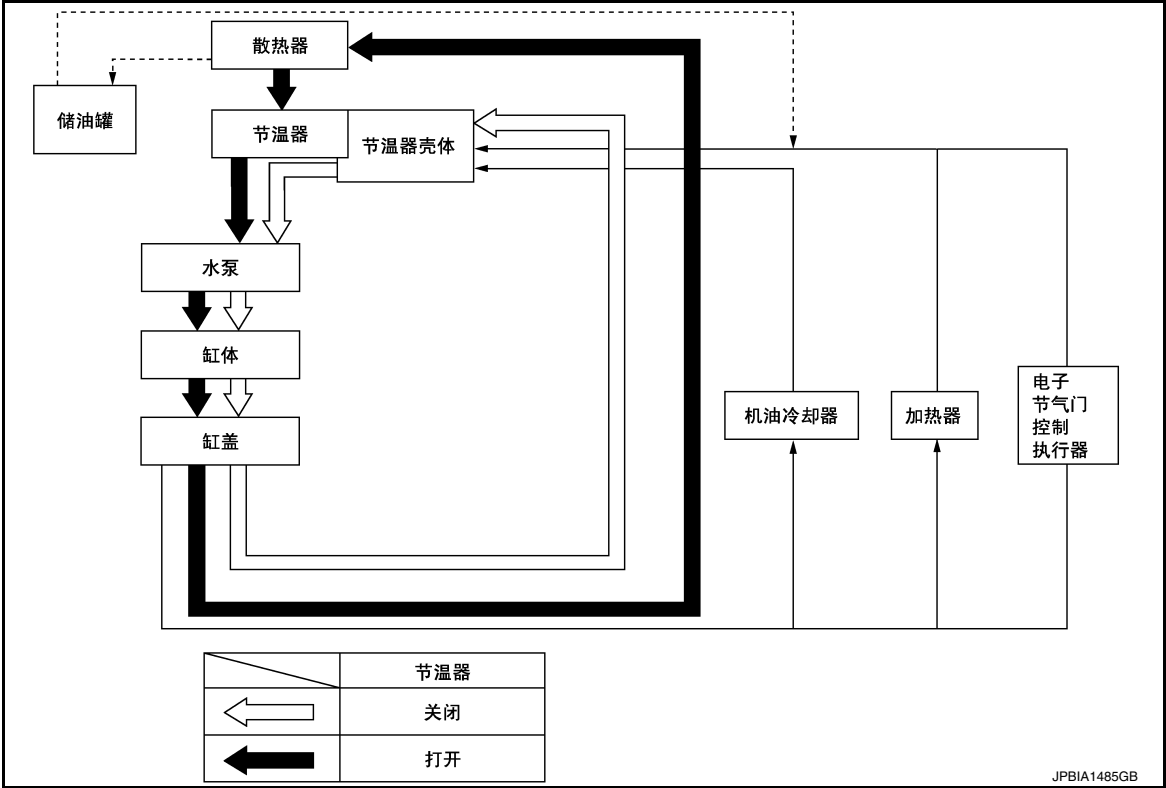 散热器
储油罐
节温器
节温器壳体
水泵
缸体
缸盖
机油冷却器
加热器
电子
节气门
控制
执行器
节温器
关闭
打开
JPBIA1485GB